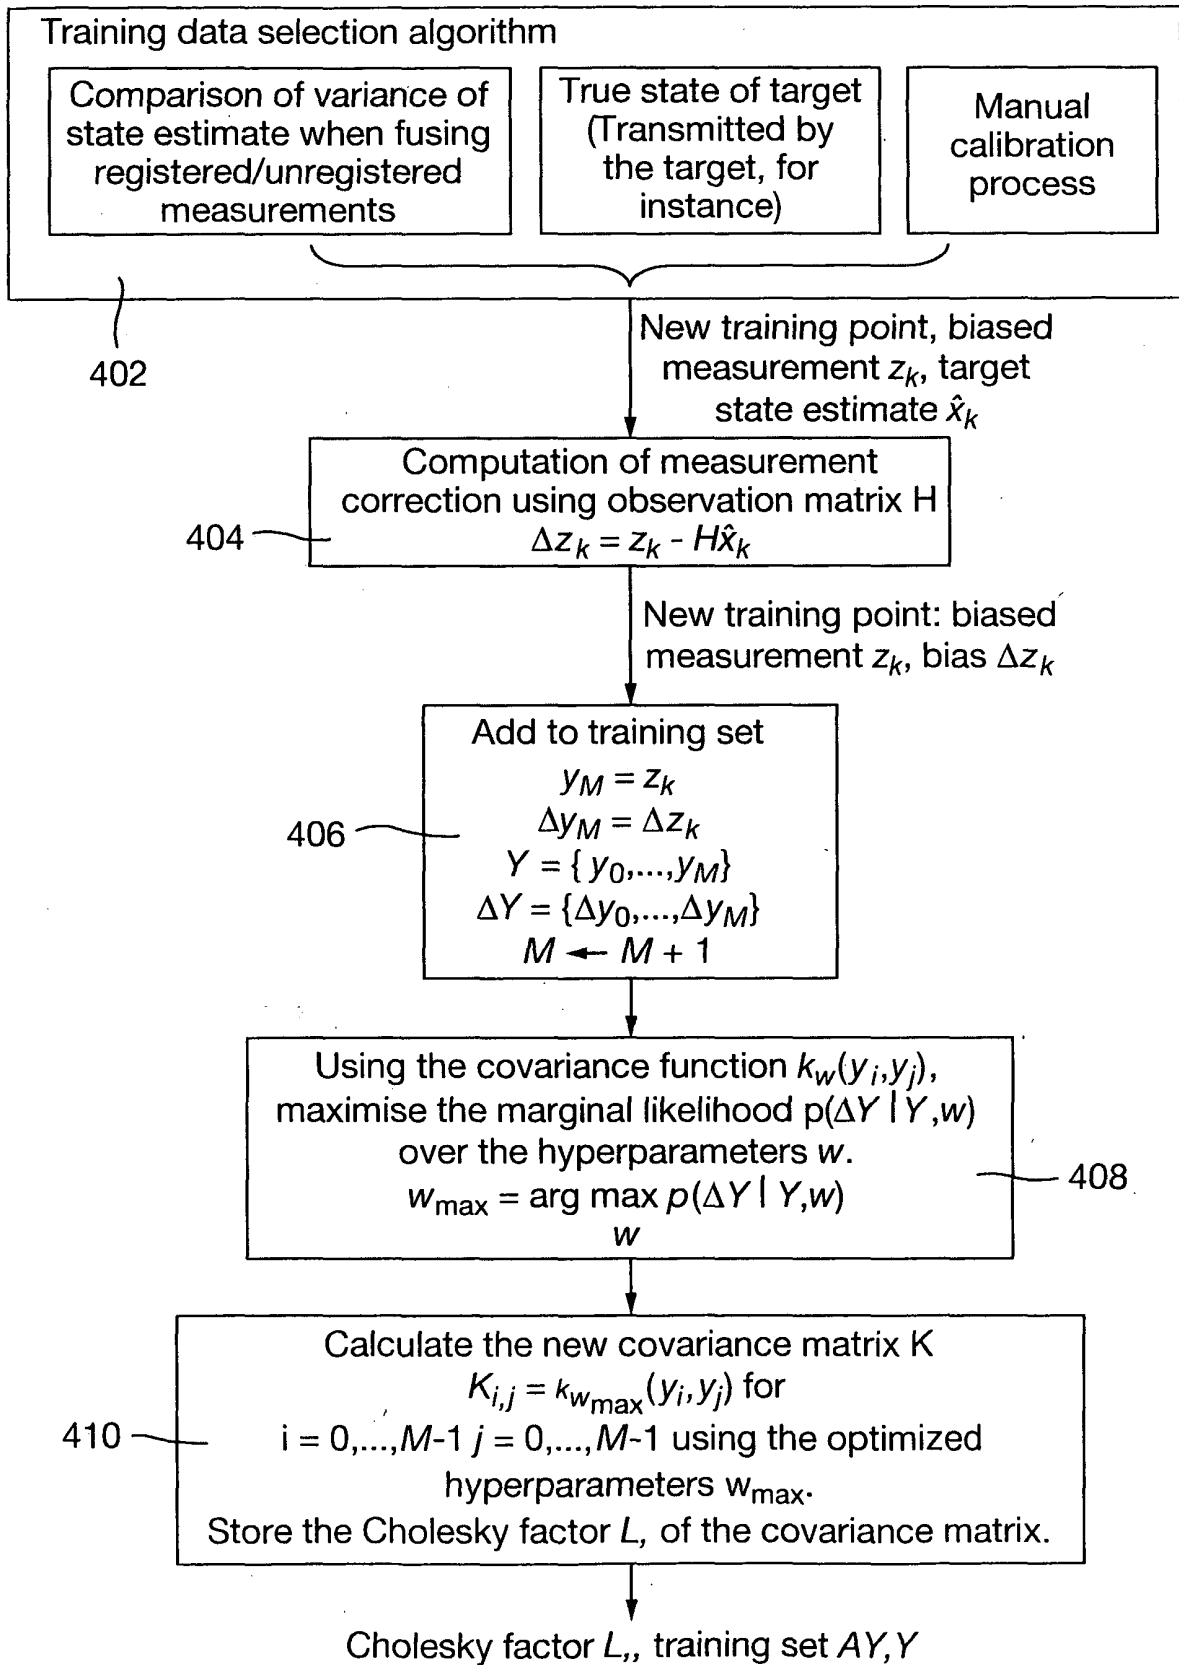 Training data selection algorithm
Comparison of variance of
state estimate when fusing
registered/unregistered
measurements
True state of target
(Transmitted by
the target, for
instance)
Manual
calibration
process
402
New training point, biased
measurement z_k, target
state estimate x̂_k
Computation of measurement
correction using observation matrix H
Δz_k = z_k - Hx̂_k
404
New training point: biased
measurement z_k, bias Δz_k
Add to training set
y_M = z_k
Δy_M = Δz_k
Y = {y_0,...,y_M}
ΔY = {Δy_0,...,Δy_M}
M ← M + 1
406
Using the covariance function k_w(y_i,y_j),
maximise the marginal likelihood p(ΔY | Y,w)
over the hyperparameters w.
w_max = arg max p(ΔY | Y,w)
w
408
Calculate the new covariance matrix K
K_i,j = k_w_max(y_i,y_j) for
i = 0,...,M-1 j = 0,...,M-1 using the optimized
hyperparameters w_max.
Store the Cholesky factor L, of the covariance matrix.
410
Cholesky factor L,, training set AY,Y